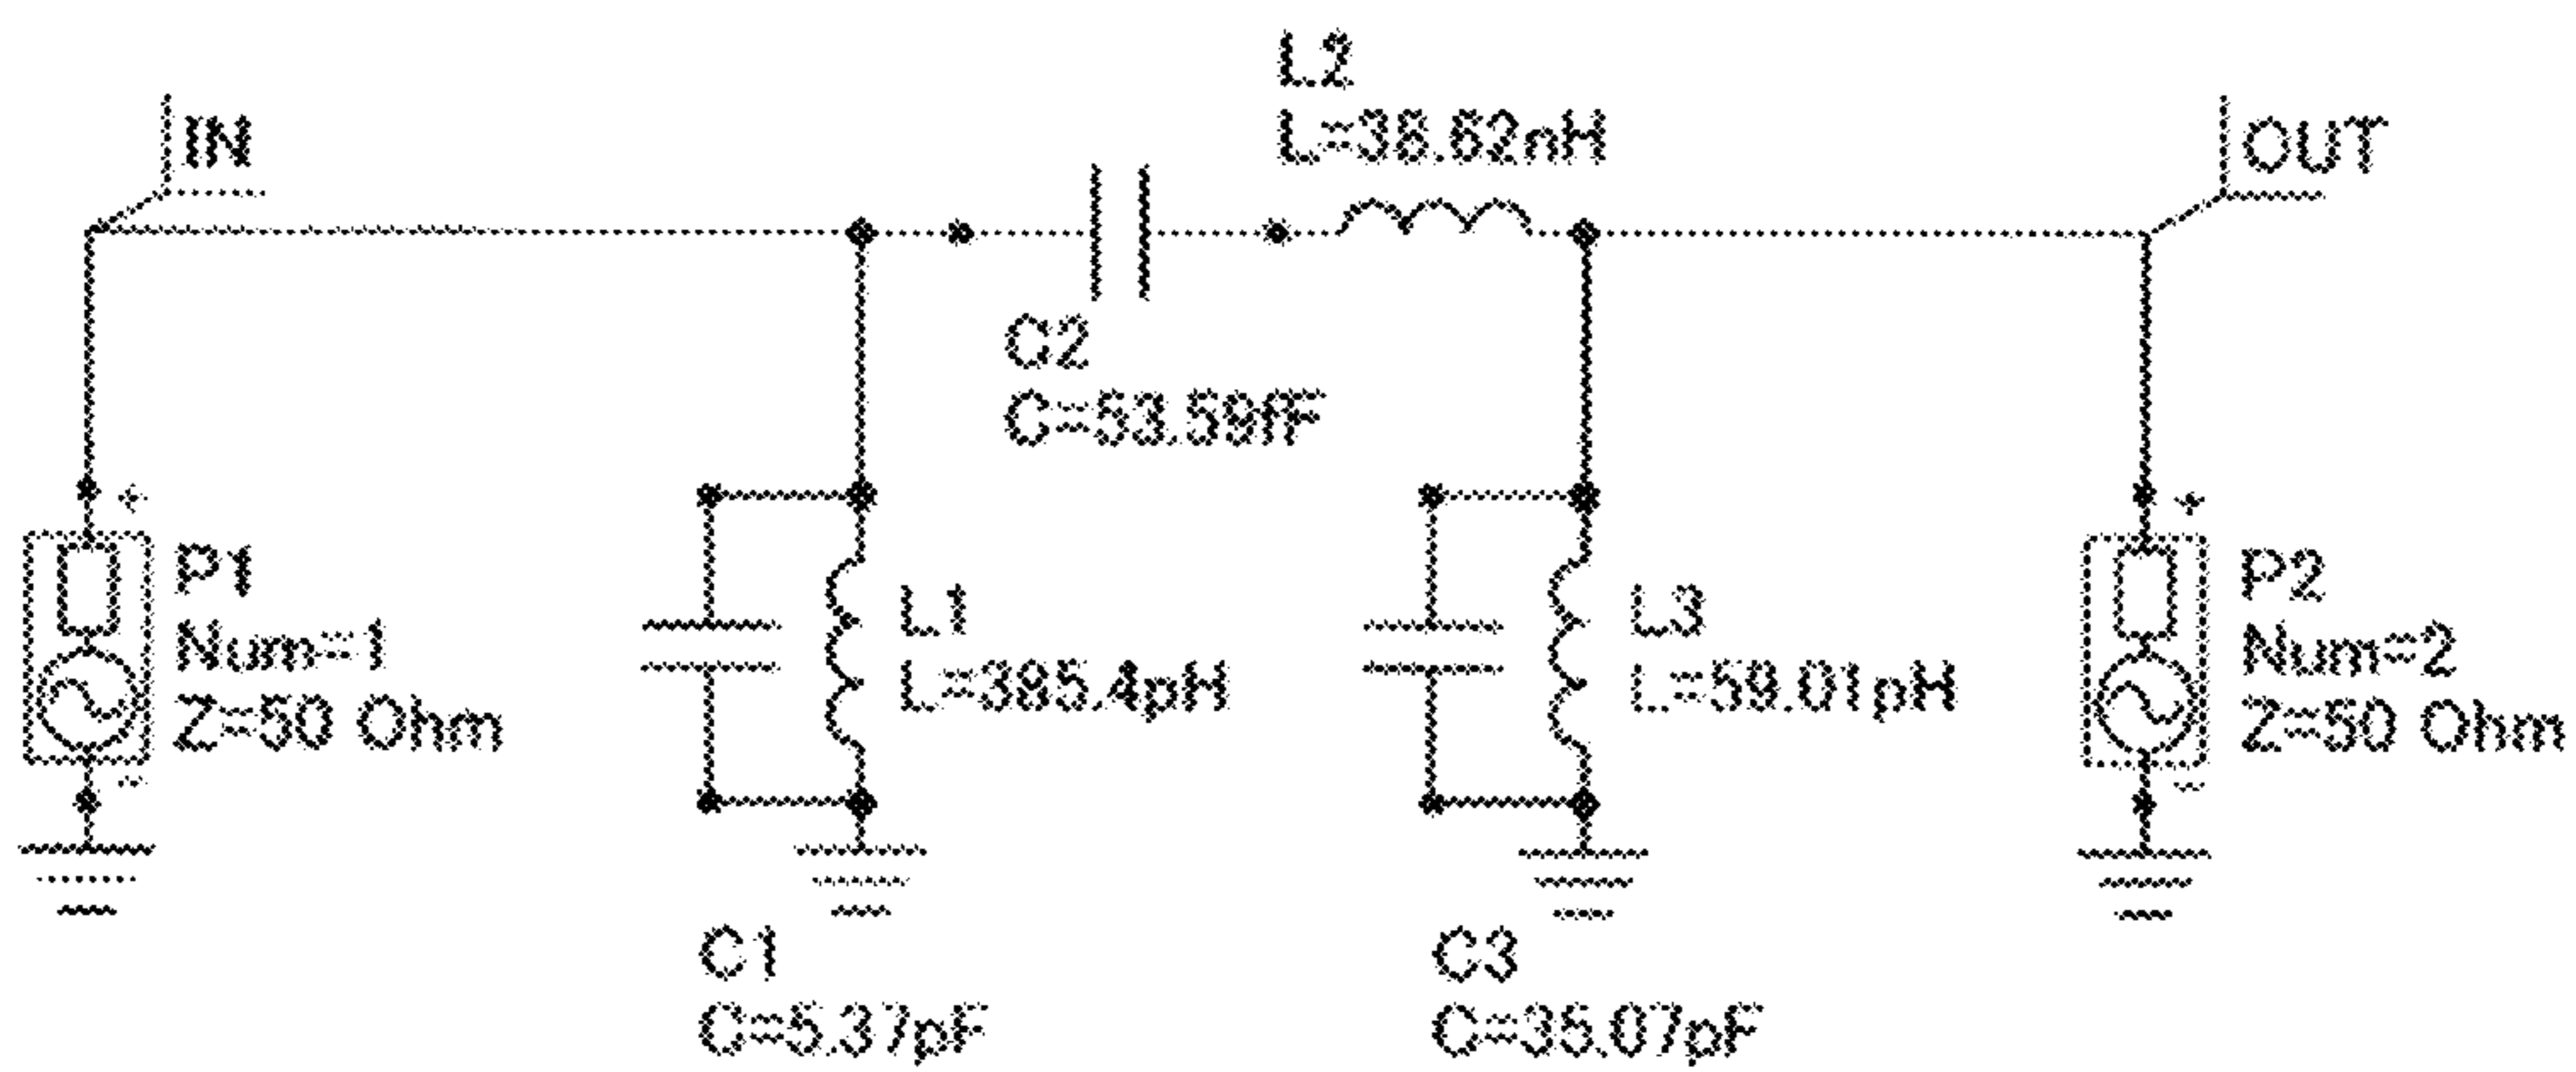 L2
L=38.62nH
IN
OUT
C2
C=53.59fF
P1
Num=1
Z=50 Ohm
L1
L=385.4pH
L3
L=59.01pH
P2
Num=2
Z=50 Ohm
C1
C=5.37pF
C3
C=35.07pF